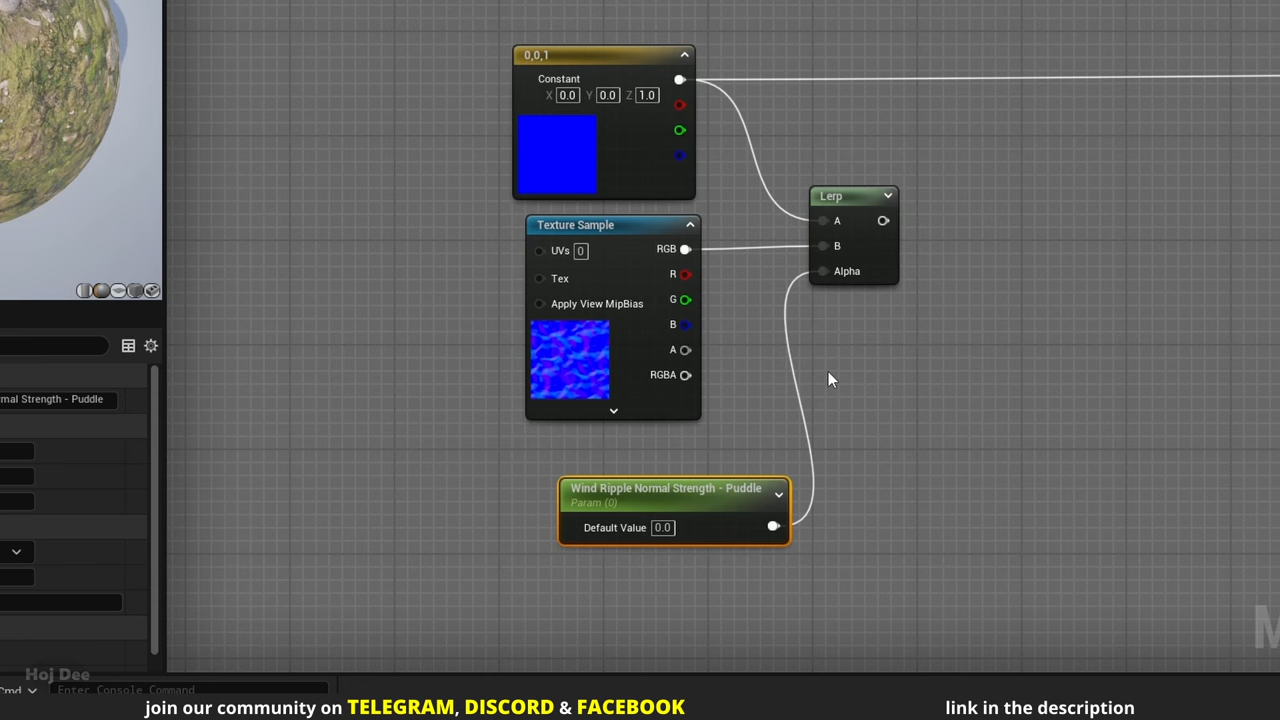 0,0,1
Constant
X 0.0 Y 0.0 Z 1.0
Lerp
A
B
Alpha
Texture Sample
UVs 0
RGB
R
Tex
G
Apply View MipBias
B
A
RGBA
mal Strength - Puddle
Wind Ripple Normal Strength - Puddle
Param (0)
Default Value 0.0
M
Hoj Dee
Cmd
Enter Console Command
join our community on TELEGRAM, DISCORD & FACEBOOK
link in the description